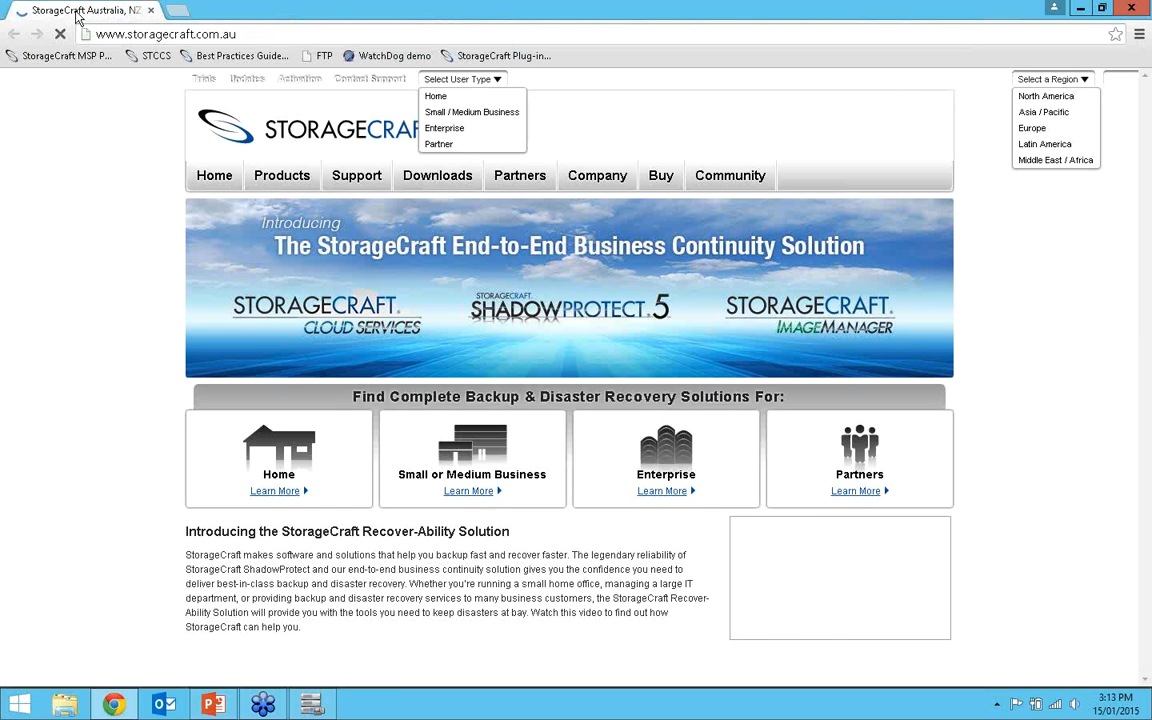 StorageCraft Australia, NZ
www.storagecraft.com.au
StorageCraft MSP P... STCCS Best Practices Guide... FTP WatchDog demo StorageCraft Plug-in...
Trials Updates Activation Contact Support Select User Type Select a Region
Home
Small / Medium Business
Enterprise
Partner
North America
Asia / Pacific
Europe
Latin America
Middle East / Africa
STORAGECRAF
Home Products Support Downloads Partners Company Buy Community
Introducing
The StorageCraft End-to-End Business Continuity Solution
STORAGECRAFT.
CLOUD SERVICES
STORAGECRAFT
SHADOWPROTECT.5
STORAGECRAFT.
IMAGEMANAGER
Find Complete Backup & Disaster Recovery Solutions For:
Home
Learn More
Small or Medium Business
Learn More
Enterprise
Learn More
Partners
Learn More
Introducing the StorageCraft Recover-Ability Solution
StorageCraft makes software and solutions that help you backup fast and recover faster. The legendary reliability of
StorageCraft ShadowProtect and our end-to-end business continuity solution gives you the confidence you need to
deliver best-in-class backup and disaster recovery. Whether you're running a small home office, managing a large IT
department, or providing backup and disaster recovery services to many business customers, the StorageCraft Recover-
Ability Solution will provide you with the tools you need to keep disasters at bay. Watch this video to find out how
StorageCraft can help you.
3:13 PM
15/01/2015